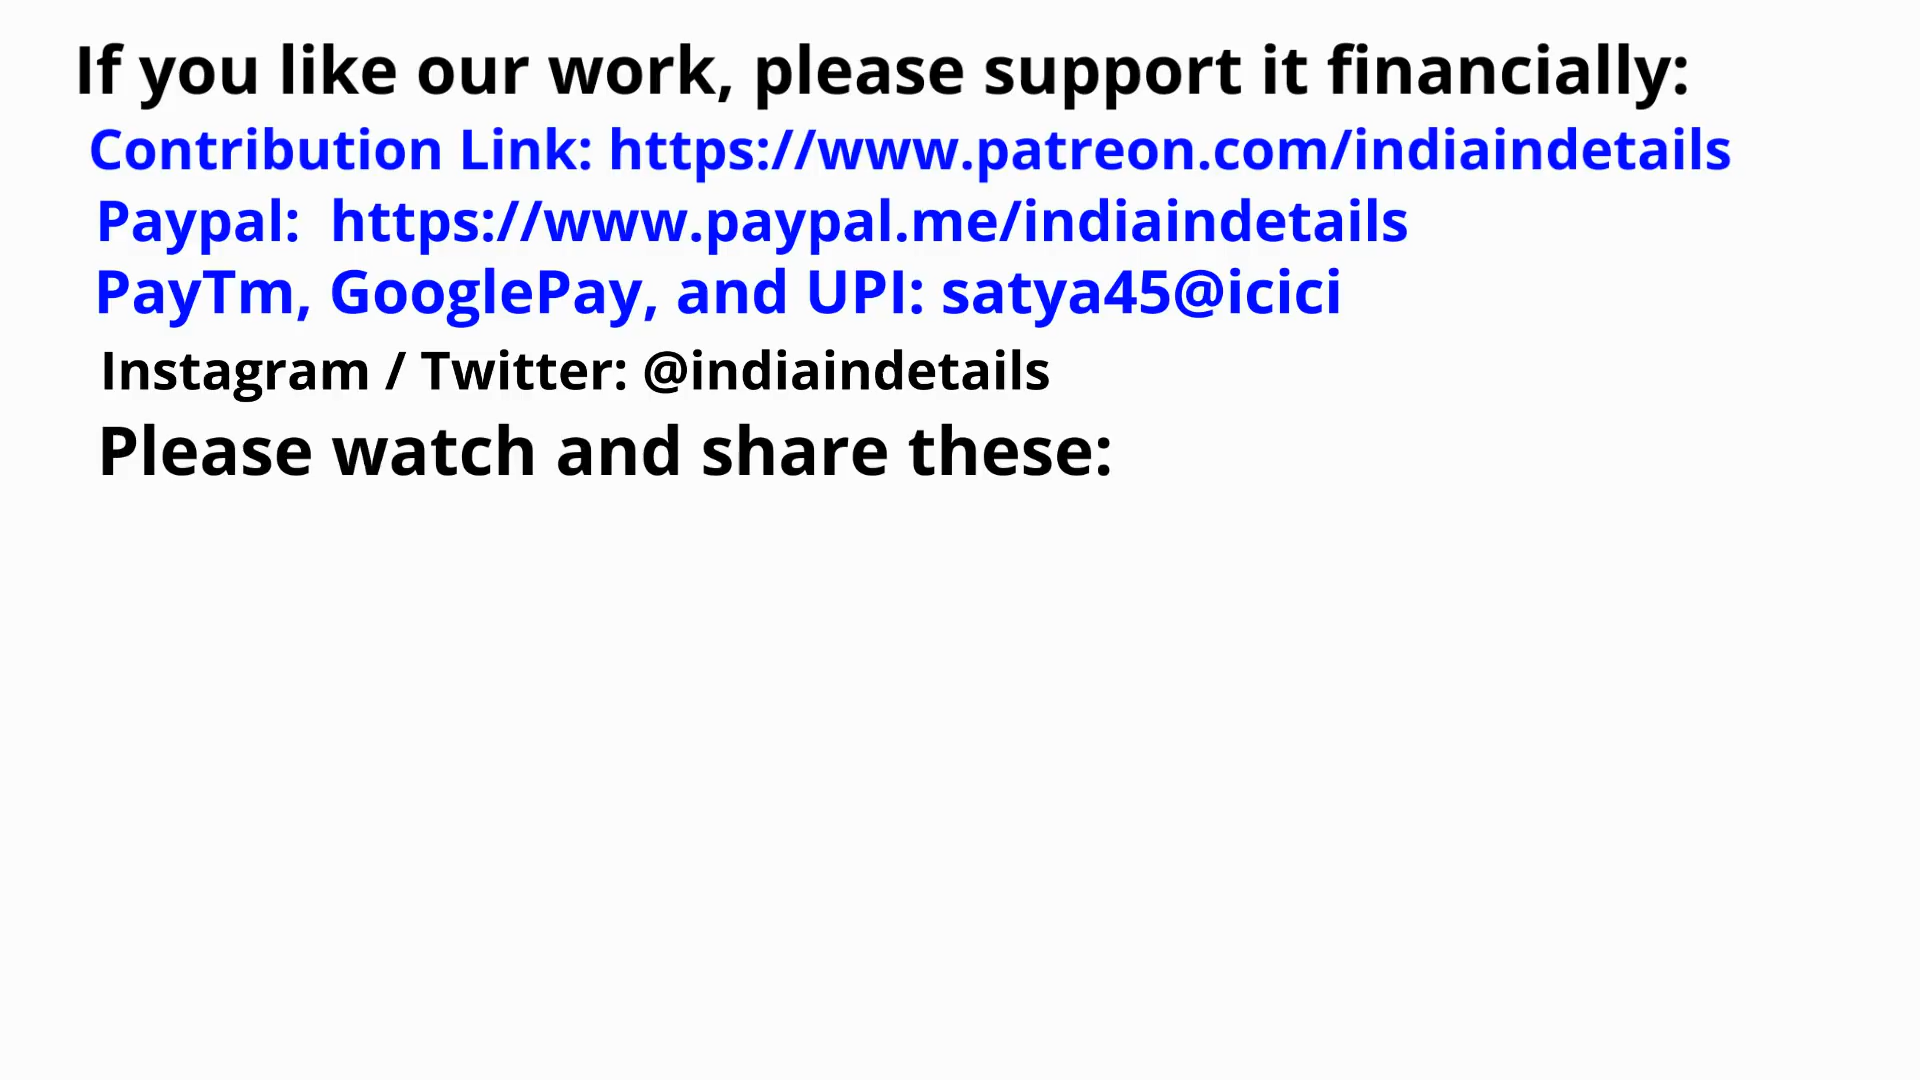 If you like our work, please support it financially:
Contribution Link: https://www.patreon.com/indiaindetails
Paypal:  https://www.paypal.me/indiaindetails
PayTm, GooglePay, and UPI: satya45@icici
Instagram / Twitter: @indiaindetails
Please watch and share these: